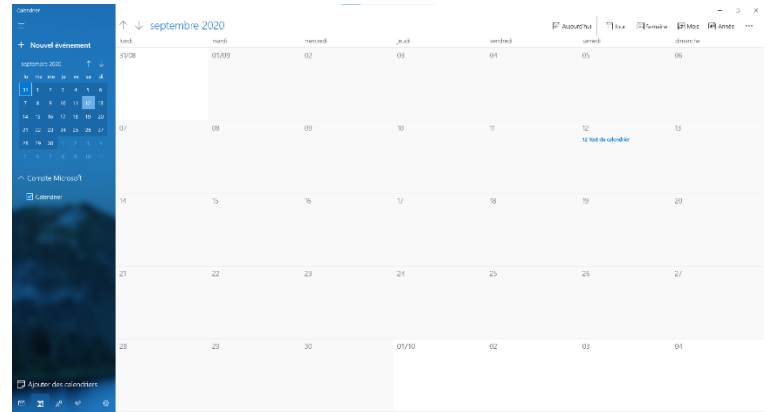 Calendrier
+ Nouvel événement
septembre 2020
lu ma me je ve sa di
31 1 2 3 4 5 6
7 8 9 10 11 12 13
14 15 16 17 18 19 20
21 22 23 24 25 26 27
28 29 30 1 2 3 4
5 6 7 8 9 10 11
Compte Microsoft
Calendrier
Ajouter des calendriers
septembre 2020
Aujourd'hui Jour Semaine Mois Année ...
lundi mardi mercredi jeudi vendredi samedi dimanche
31/08 01/09 02 03 04 05 06
07 08 09 10 11 12 13
12 Test du calendrier
14 15 16 17 18 19 20
21 22 23 24 25 26 27
28 29 30 01/10 02 03 04